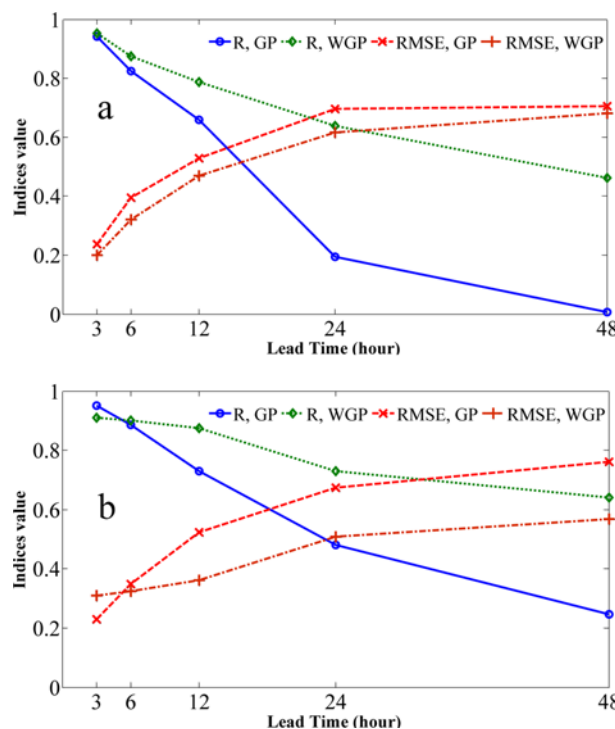 1
R, GP R, WGP RMSE, GP RMSE, WGP
0.8
a
0.6
Indices value
0.4
0.2
0
3 6 12 24 48
Lead Time (hour)
1
R, GP R, WGP RMSE, GP RMSE, WGP
0.8
b
0.6
Indices value
0.4
0.2
0
3 6 12 24 48
Lead Time (hour)